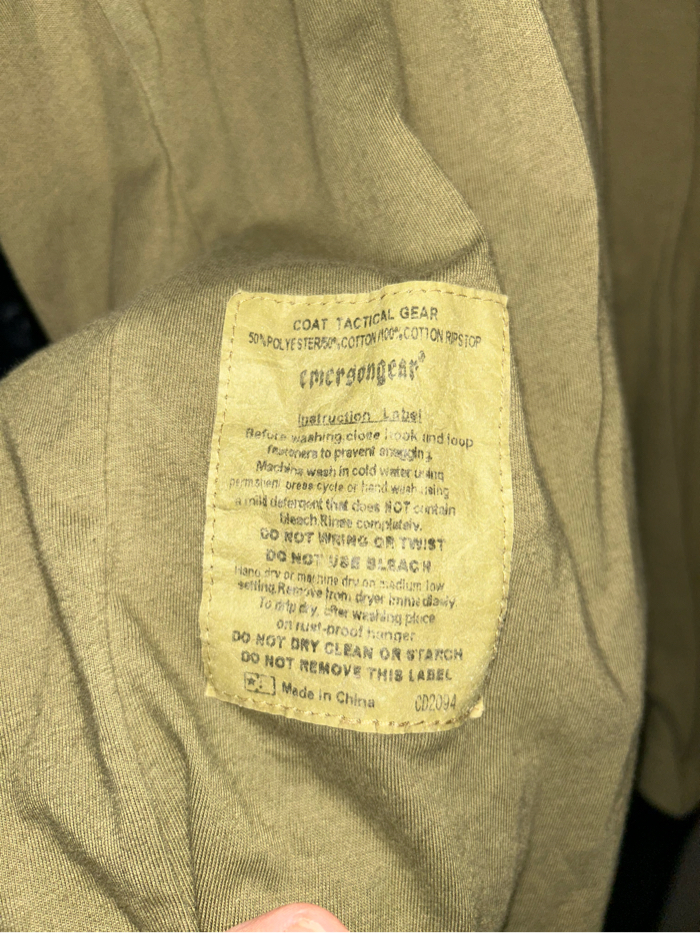 COAT TACTICAL GEAR
50%POLYESTER/50%COTTON/100%COTTON RIPSTOP
emersongear®
Instruction Label
Before washing close hook and loop
fasteners to prevent snagging.
Machine wash in cold water using
permanent press cycle or hand wash using
a mild detergent that does NOT contain
bleach.Rinse completely.
DO NOT WRING OR TWIST
DO NOT USE BLEACH
Hang dry or machine dry on medium low
setting.Remove from dryer immediately
To drip dry, after washing place
on rust-proof hanger
DO NOT DRY CLEAN OR STARCH
DO NOT REMOVE THIS LABEL
Made in China CD2094